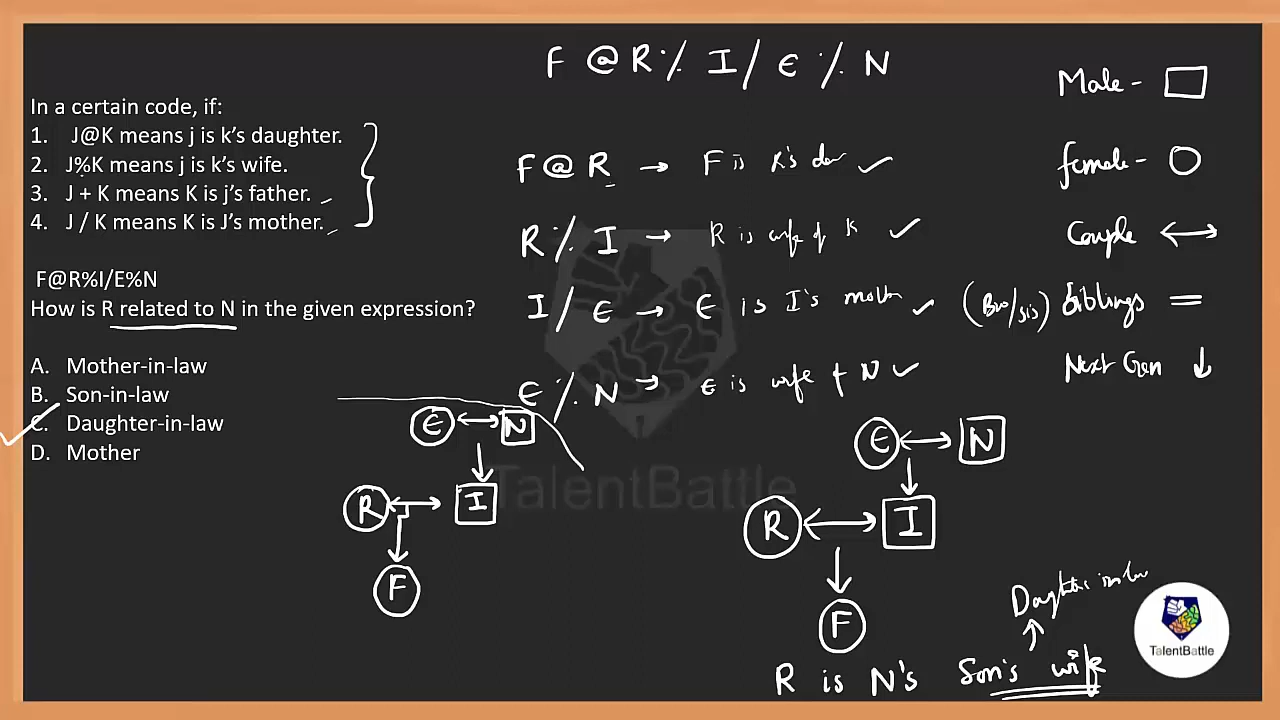 F @ R % I / E % N
Male -
In a certain code, if:
1. J@K means j is k's daughter.
2. J%K means j is k's wife.
3. J + K means K is j's father.
4. J / K means K is J's mother.
F @ R → F is
female -
R % I → R is wife of K
Couple
F@R%I/E%N
How is R related to N in the given expression?
I / E → E is I's
(Bro/sis) Siblings =
A. Mother-in-law
B. Son-in-law
C. Daughter-in-law
D. Mother
E % N → E is wife of N
Next Gen ↓
E N
R I
F
E N
R I
F
TalentBattle
Daughter in law
R is N's Son's wife
TalentBattle